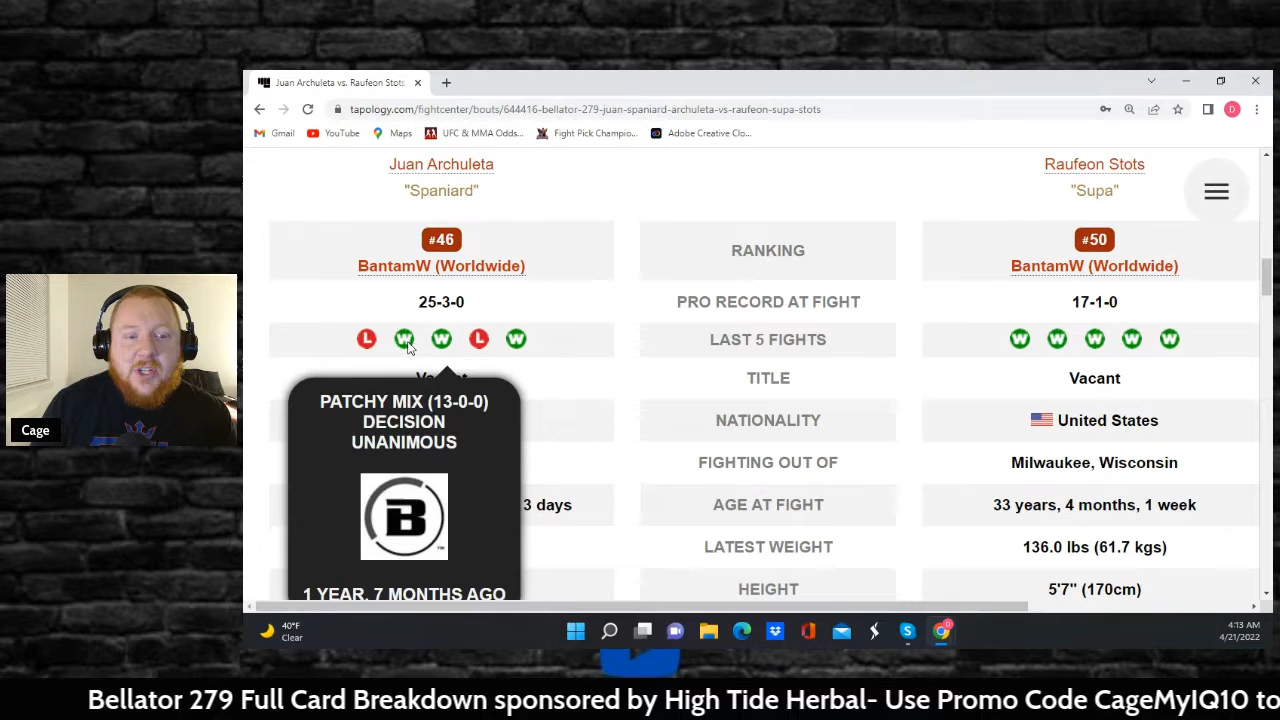 Juan Archuleta vs. Raufeon Stots
tapology.com/fightcenter/bouts/644416-bellator-279-juan-spaniard-archuleta-vs-raufeon-supa-stots
D
Gmail
YouTube
Maps
UFC & MMA Odds...
Fight Pick Champio...
Adobe Creative Clo...
Juan Archuleta
Raufeon Stots
"Spaniard"
"Supa"
#46
RANKING
#50
BantamW (Worldwide)
BantamW (Worldwide)
25-3-0
PRO RECORD AT FIGHT
17-1-0
L W W L W
LAST 5 FIGHTS
W W W W W
TITLE
Vacant
PATCHY MIX (13-0-0)
DECISION
UNANIMOUS
B
1 YEAR, 7 MONTHS AGO
NATIONALITY
United States
FIGHTING OUT OF
Milwaukee, Wisconsin
3 days
AGE AT FIGHT
33 years, 4 months, 1 week
LATEST WEIGHT
136.0 lbs (61.7 kgs)
HEIGHT
5'7" (170cm)
Cage
40°F
Clear
4:13 AM
4/21/2022
Bellator 279 Full Card Breakdown sponsored by High Tide Herbal- Use Promo Code CageMyIQ10 to